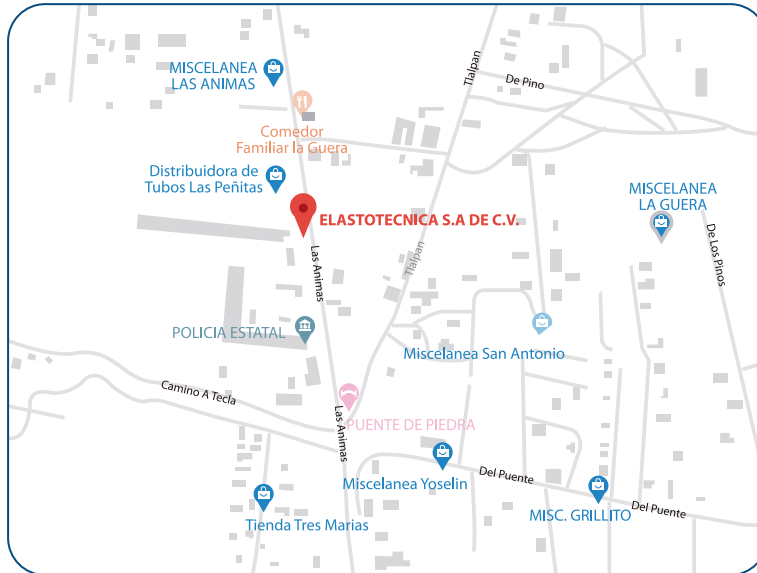 MISCELANEA
LAS ANIMAS
Tlalpan
De Pino
Comedor
Familiar la Guera
Distribuidora de
Tubos Las Peñitas
MISCELANEA
LA GUERA
ELASTOTECNICA S.A DE C.V.
Las Animas
Tlalpan
De Los Pinos
POLICIA ESTATAL
Miscelanea San Antonio
Camino A Tecla
PUENTE DE PIEDRA
Las Animas
Miscelanea Yoselin
Del Puente
Tienda Tres Marias
MISC. GRILLITO
Del Puente